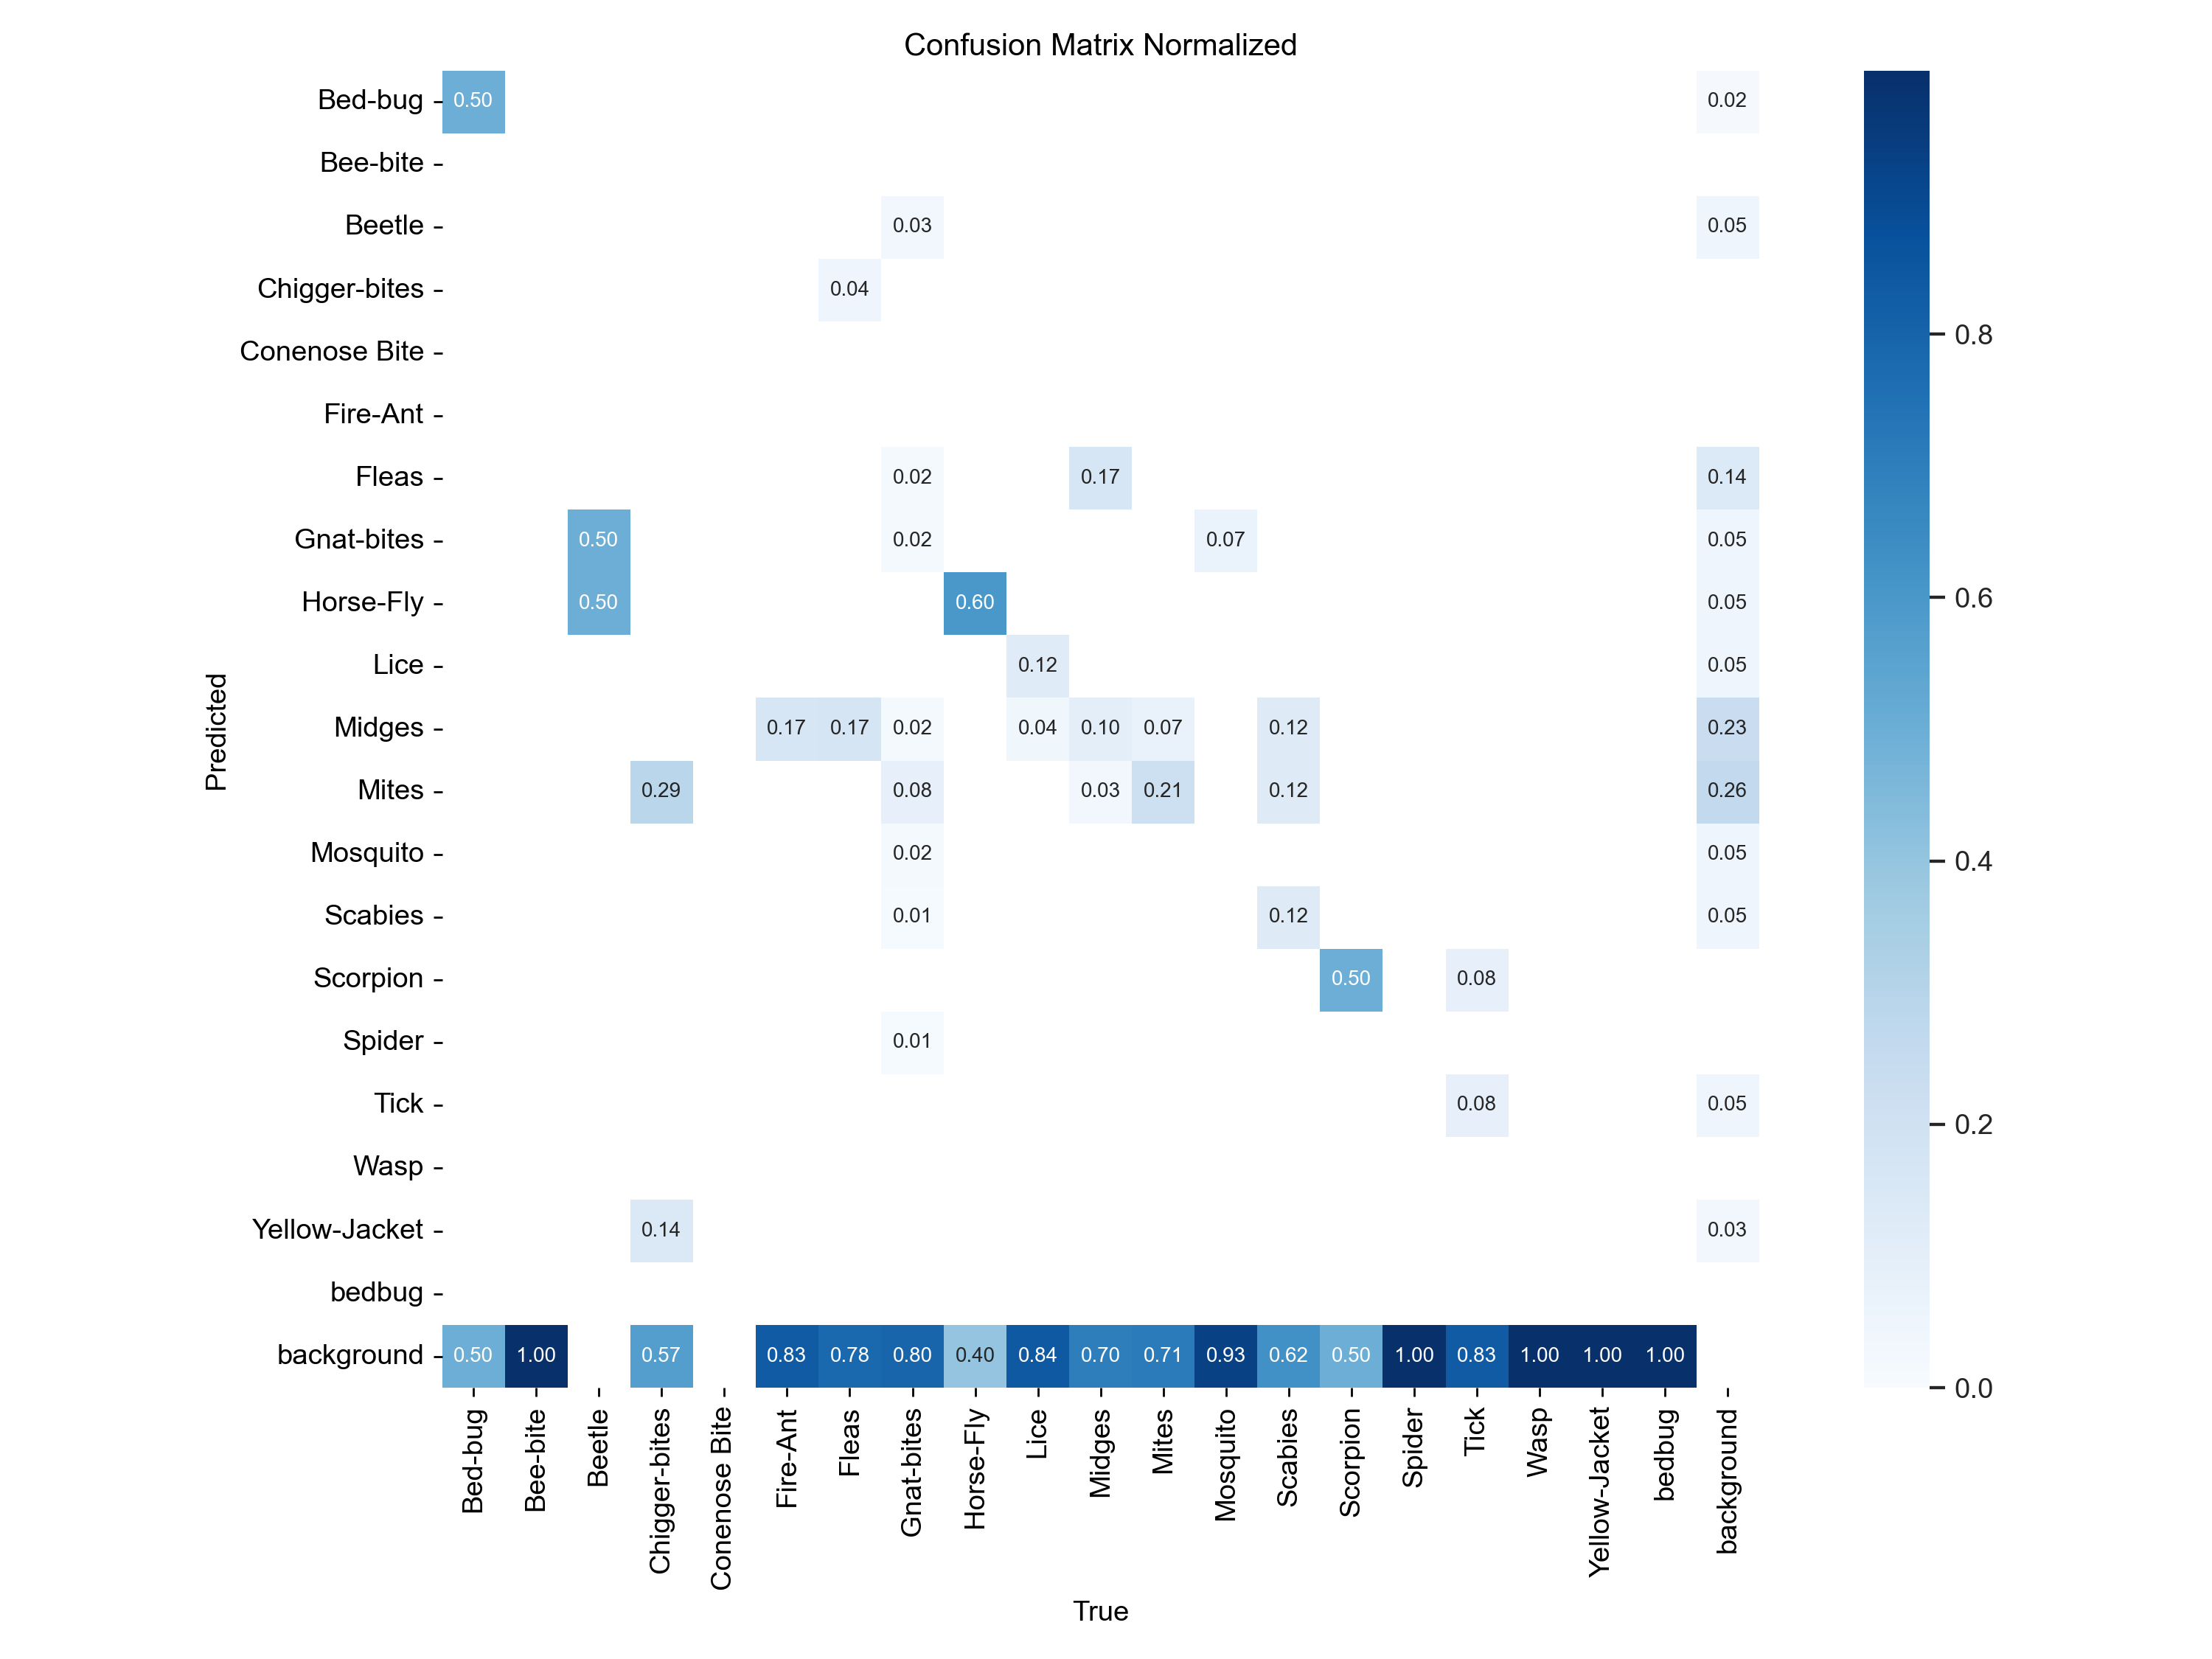 Confusion Matrix Normalized
Bed-bug 0.50 0.02
Bee-bite
Beetle 0.03 0.05
Chigger-bites 0.04
Conenose Bite
Fire-Ant
Fleas 0.02 0.17 0.14
Gnat-bites 0.50 0.02 0.07 0.05
Horse-Fly 0.50 0.60 0.05
Lice 0.12 0.05
Midges 0.17 0.17 0.02 0.04 0.10 0.07 0.12 0.23
Mites 0.29 0.08 0.03 0.21 0.12 0.26
Mosquito 0.02 0.05
Scabies 0.01 0.12 0.05
Scorpion 0.50 0.08
Spider 0.01
Tick 0.08 0.05
Wasp
Yellow-Jacket 0.14 0.03
bedbug
background 0.50 1.00 0.57 0.83 0.78 0.80 0.40 0.84 0.70 0.71 0.93 0.62 0.50 1.00 0.83 1.00 1.00 1.00
Predicted
Bed-bug
Bee-bite
Beetle
Chigger-bites
Conenose Bite
Fire-Ant
Fleas
Gnat-bites
Horse-Fly
Lice
Midges
Mites
Mosquito
Scabies
Scorpion
Spider
Tick
Wasp
Yellow-Jacket
bedbug
background
True
0.8
0.6
0.4
0.2
0.0